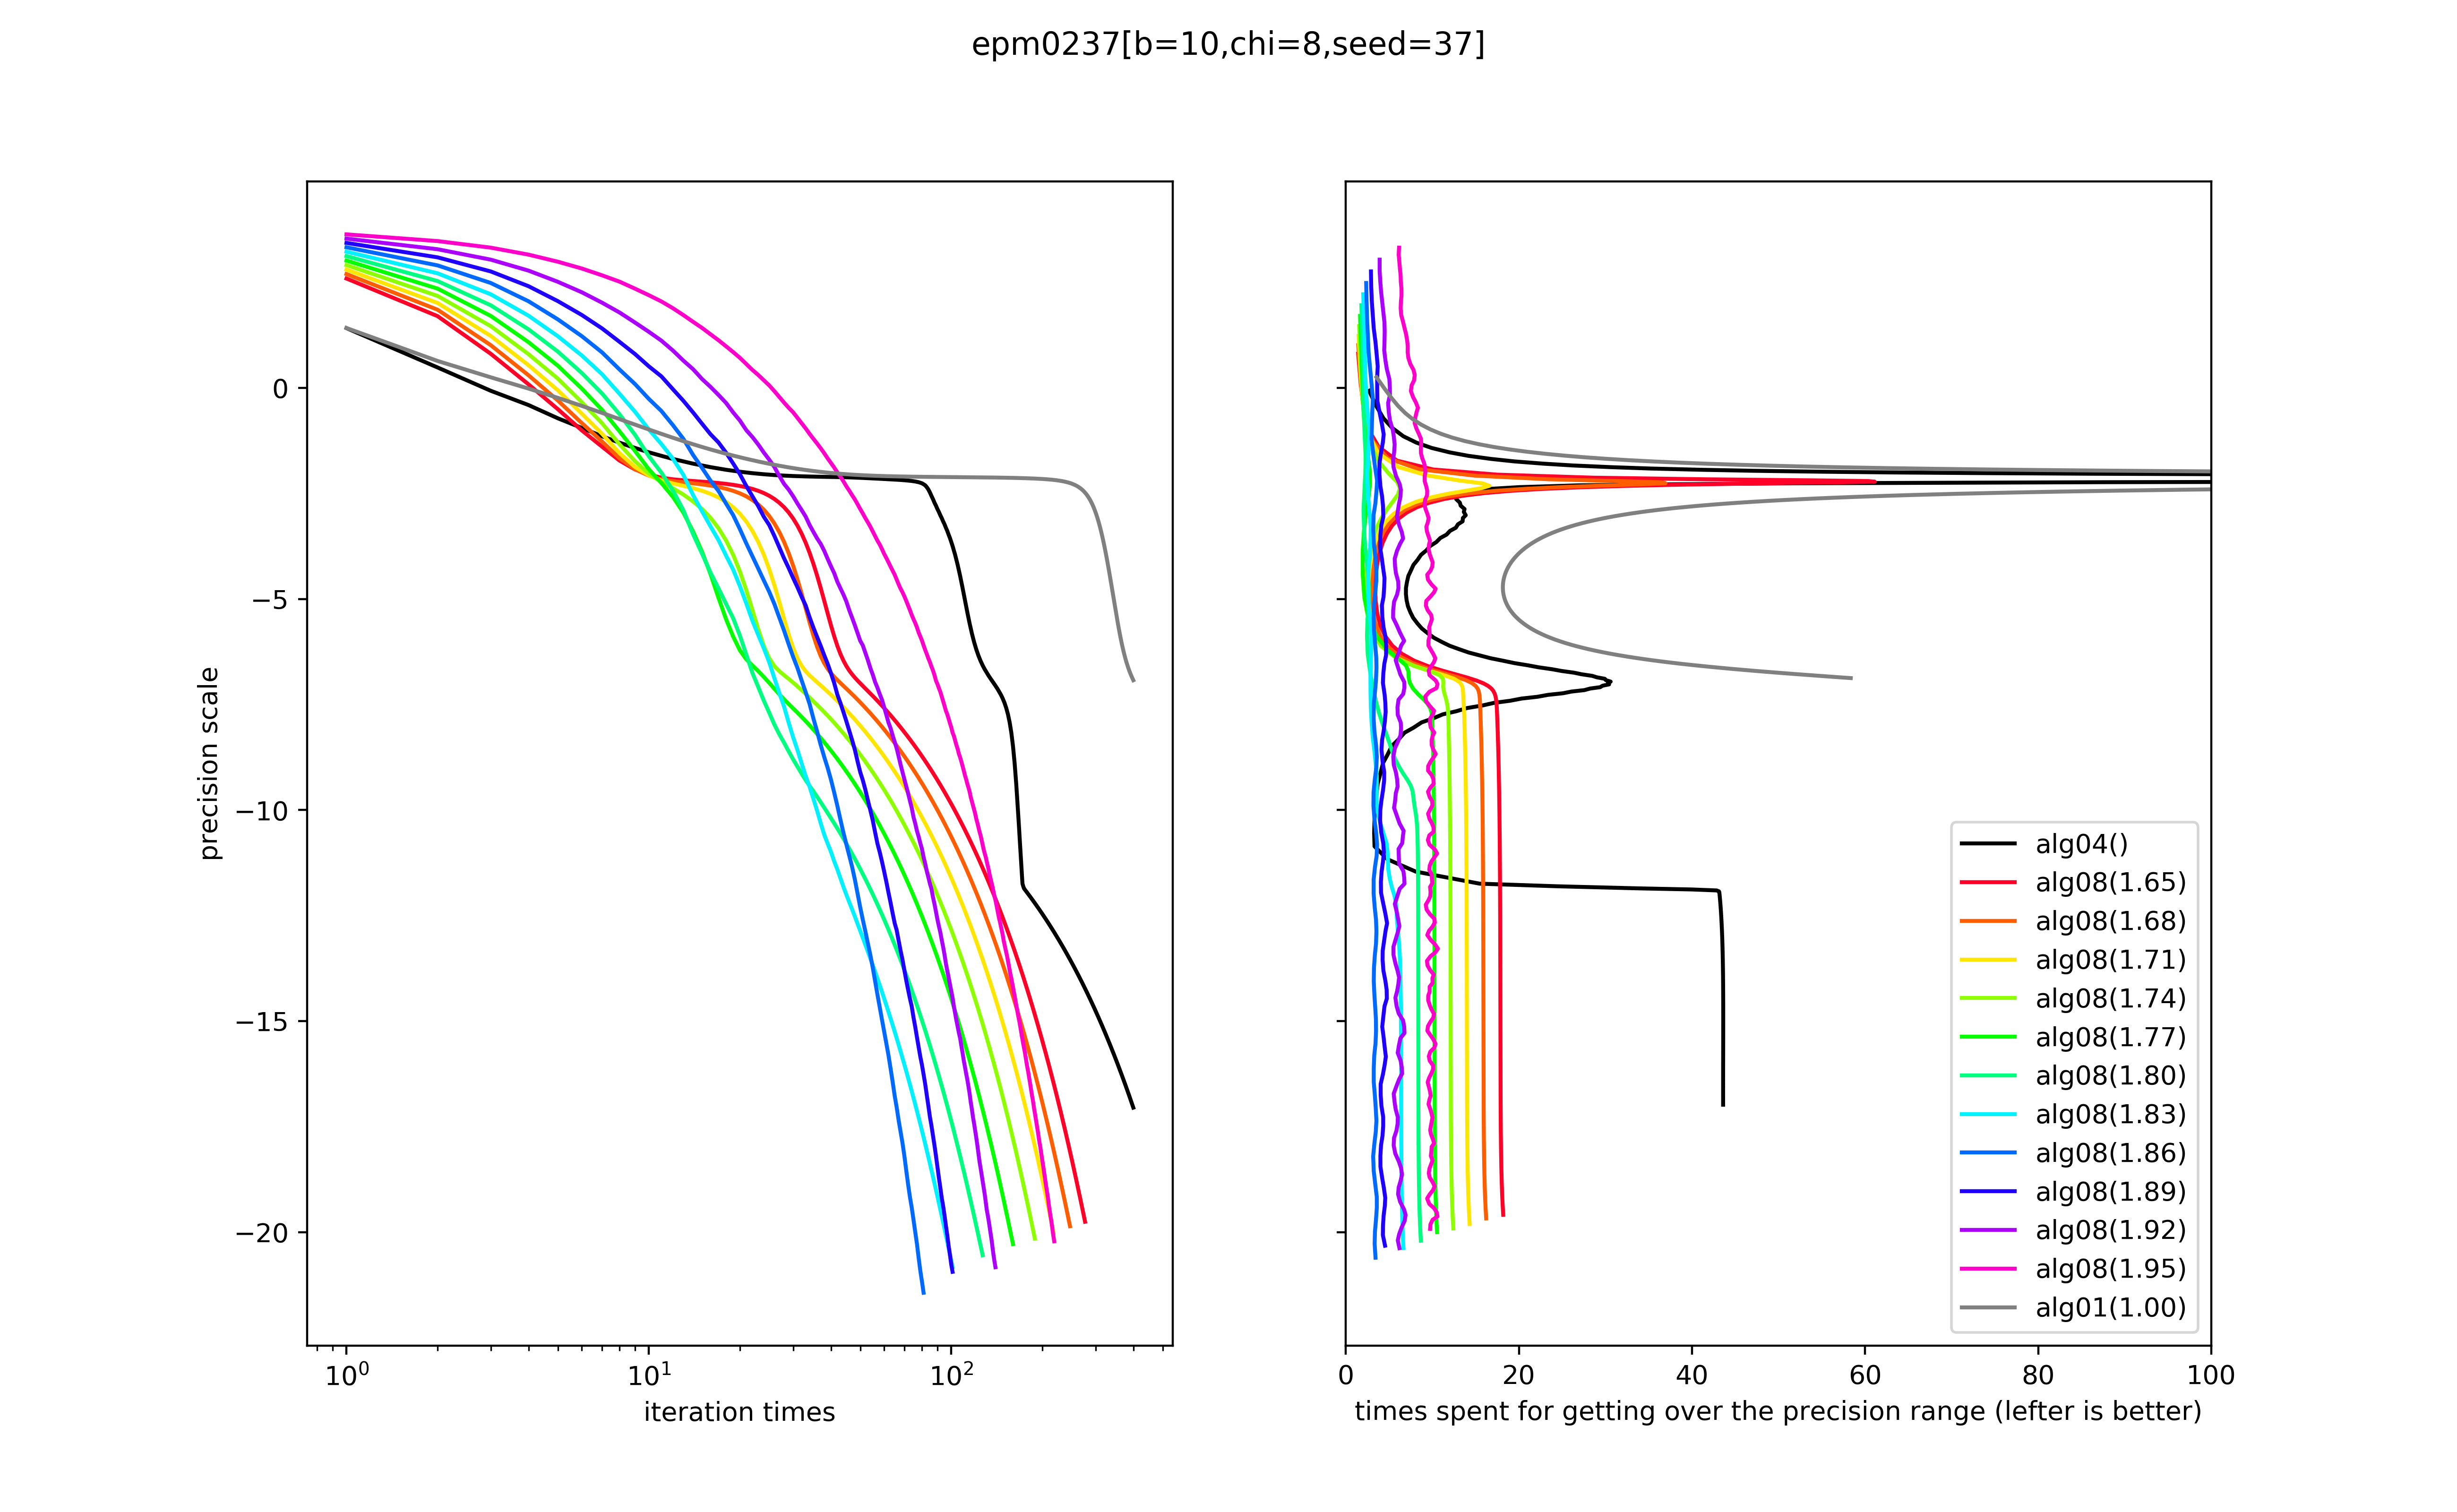 epm0237[b=10,chi=8,seed=37]
precision scale
0
−5
−10
−15
−20
10⁰ 10¹ 10²
iteration times
alg04()
alg08(1.65)
alg08(1.68)
alg08(1.71)
alg08(1.74)
alg08(1.77)
alg08(1.80)
alg08(1.83)
alg08(1.86)
alg08(1.89)
alg08(1.92)
alg08(1.95)
alg01(1.00)
0 20 40 60 80 100
times spent for getting over the precision range (lefter is better)